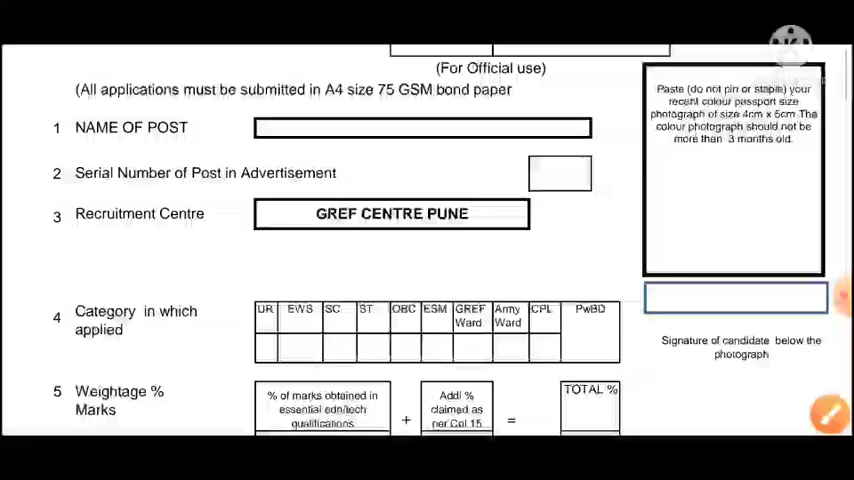 (For Official use)
(All applications must be submitted in A4 size 75 GSM bond paper
Paste (do not pin or staple) your
recent colour passport size
photograph of size 4cm x 5cm. The
colour photograph should not be
more than 3 months old.
1 NAME OF POST
2 Serial Number of Post in Advertisement
3 Recruitment Centre GREF CENTRE PUNE
4 Category in which
applied
UR EWS SC ST OBC ESM GREF Ward Army Ward CPL PwBD
Signature of candidate below the
photograph
5 Weightage %
Marks
% of marks obtained in
essential edn/tech
qualifications
+
Addl %
claimed as
per Col 15
=
TOTAL %